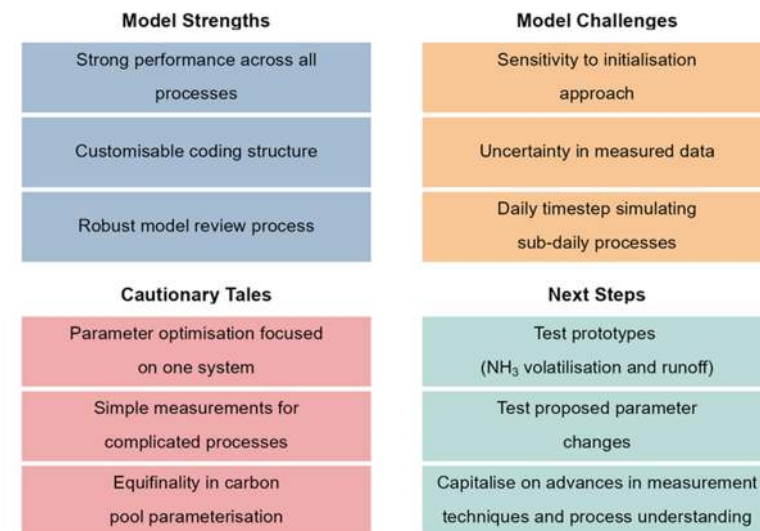 Model Strengths
Strong performance across all
processes
Customisable coding structure
Robust model review process
Model Challenges
Sensitivity to initialisation
approach
Uncertainty in measured data
Daily timestep simulating
sub-daily processes
Cautionary Tales
Parameter optimisation focused
on one system
Simple measurements for
complicated processes
Equifinality in carbon
pool parameterisation
Next Steps
Test prototypes
(NH₃ volatilisation and runoff)
Test proposed parameter
changes
Capitalise on advances in measurement
techniques and process understanding